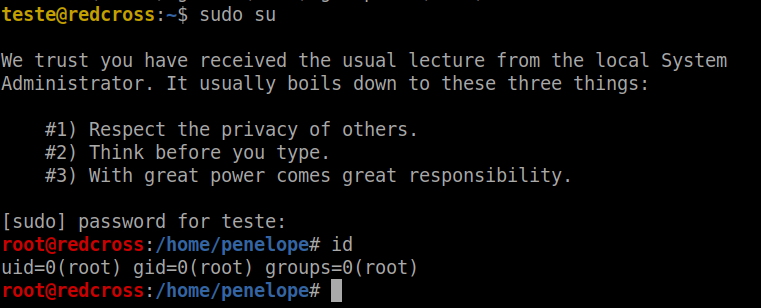 teste@redcross:~$ sudo su
We trust you have received the usual lecture from the local System
Administrator. It usually boils down to these three things:
#1) Respect the privacy of others.
#2) Think before you type.
#3) With great power comes great responsibility.
[sudo] password for teste:
root@redcross:/home/penelope# id
uid=0(root) gid=0(root) groups=0(root)
root@redcross:/home/penelope#